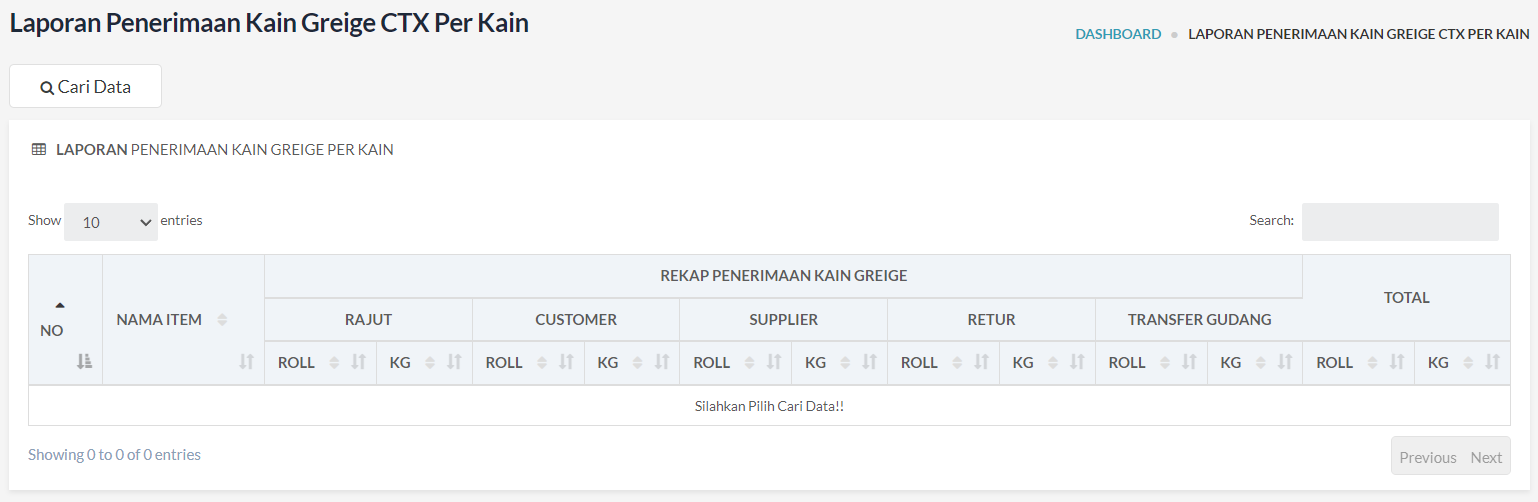 Laporan Penerimaan Kain Greige CTX Per Kain
DASHBOARD LAPORAN PENERIMAAN KAIN GREIGE CTX PER KAIN
Cari Data
LAPORAN PENERIMAAN KAIN GREIGE PER KAIN
Show 10 entries
Search:
REKAP PENERIMAAN KAIN GREIGE
TOTAL
NO
NAMA ITEM
RAJUT CUSTOMER SUPPLIER RETUR TRANSFER GUDANG
ROLL KG ROLL KG ROLL KG ROLL KG ROLL KG ROLL KG
Silahkan Pilih Cari Data!!
Showing 0 to 0 of 0 entries
Previous Next